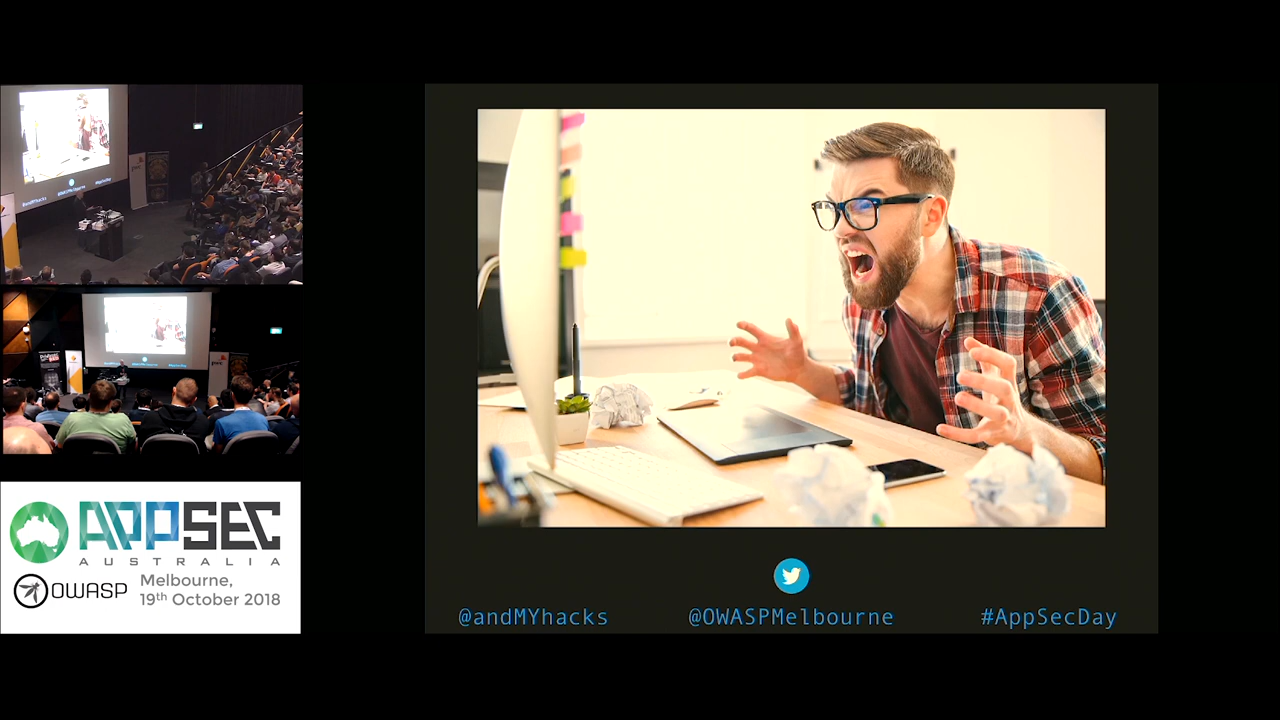 APPSEC
AUSTRALIA
OWASP
Melbourne,
19th October 2018
@andMYhacks
@OWASPMelbourne
#AppSecDay